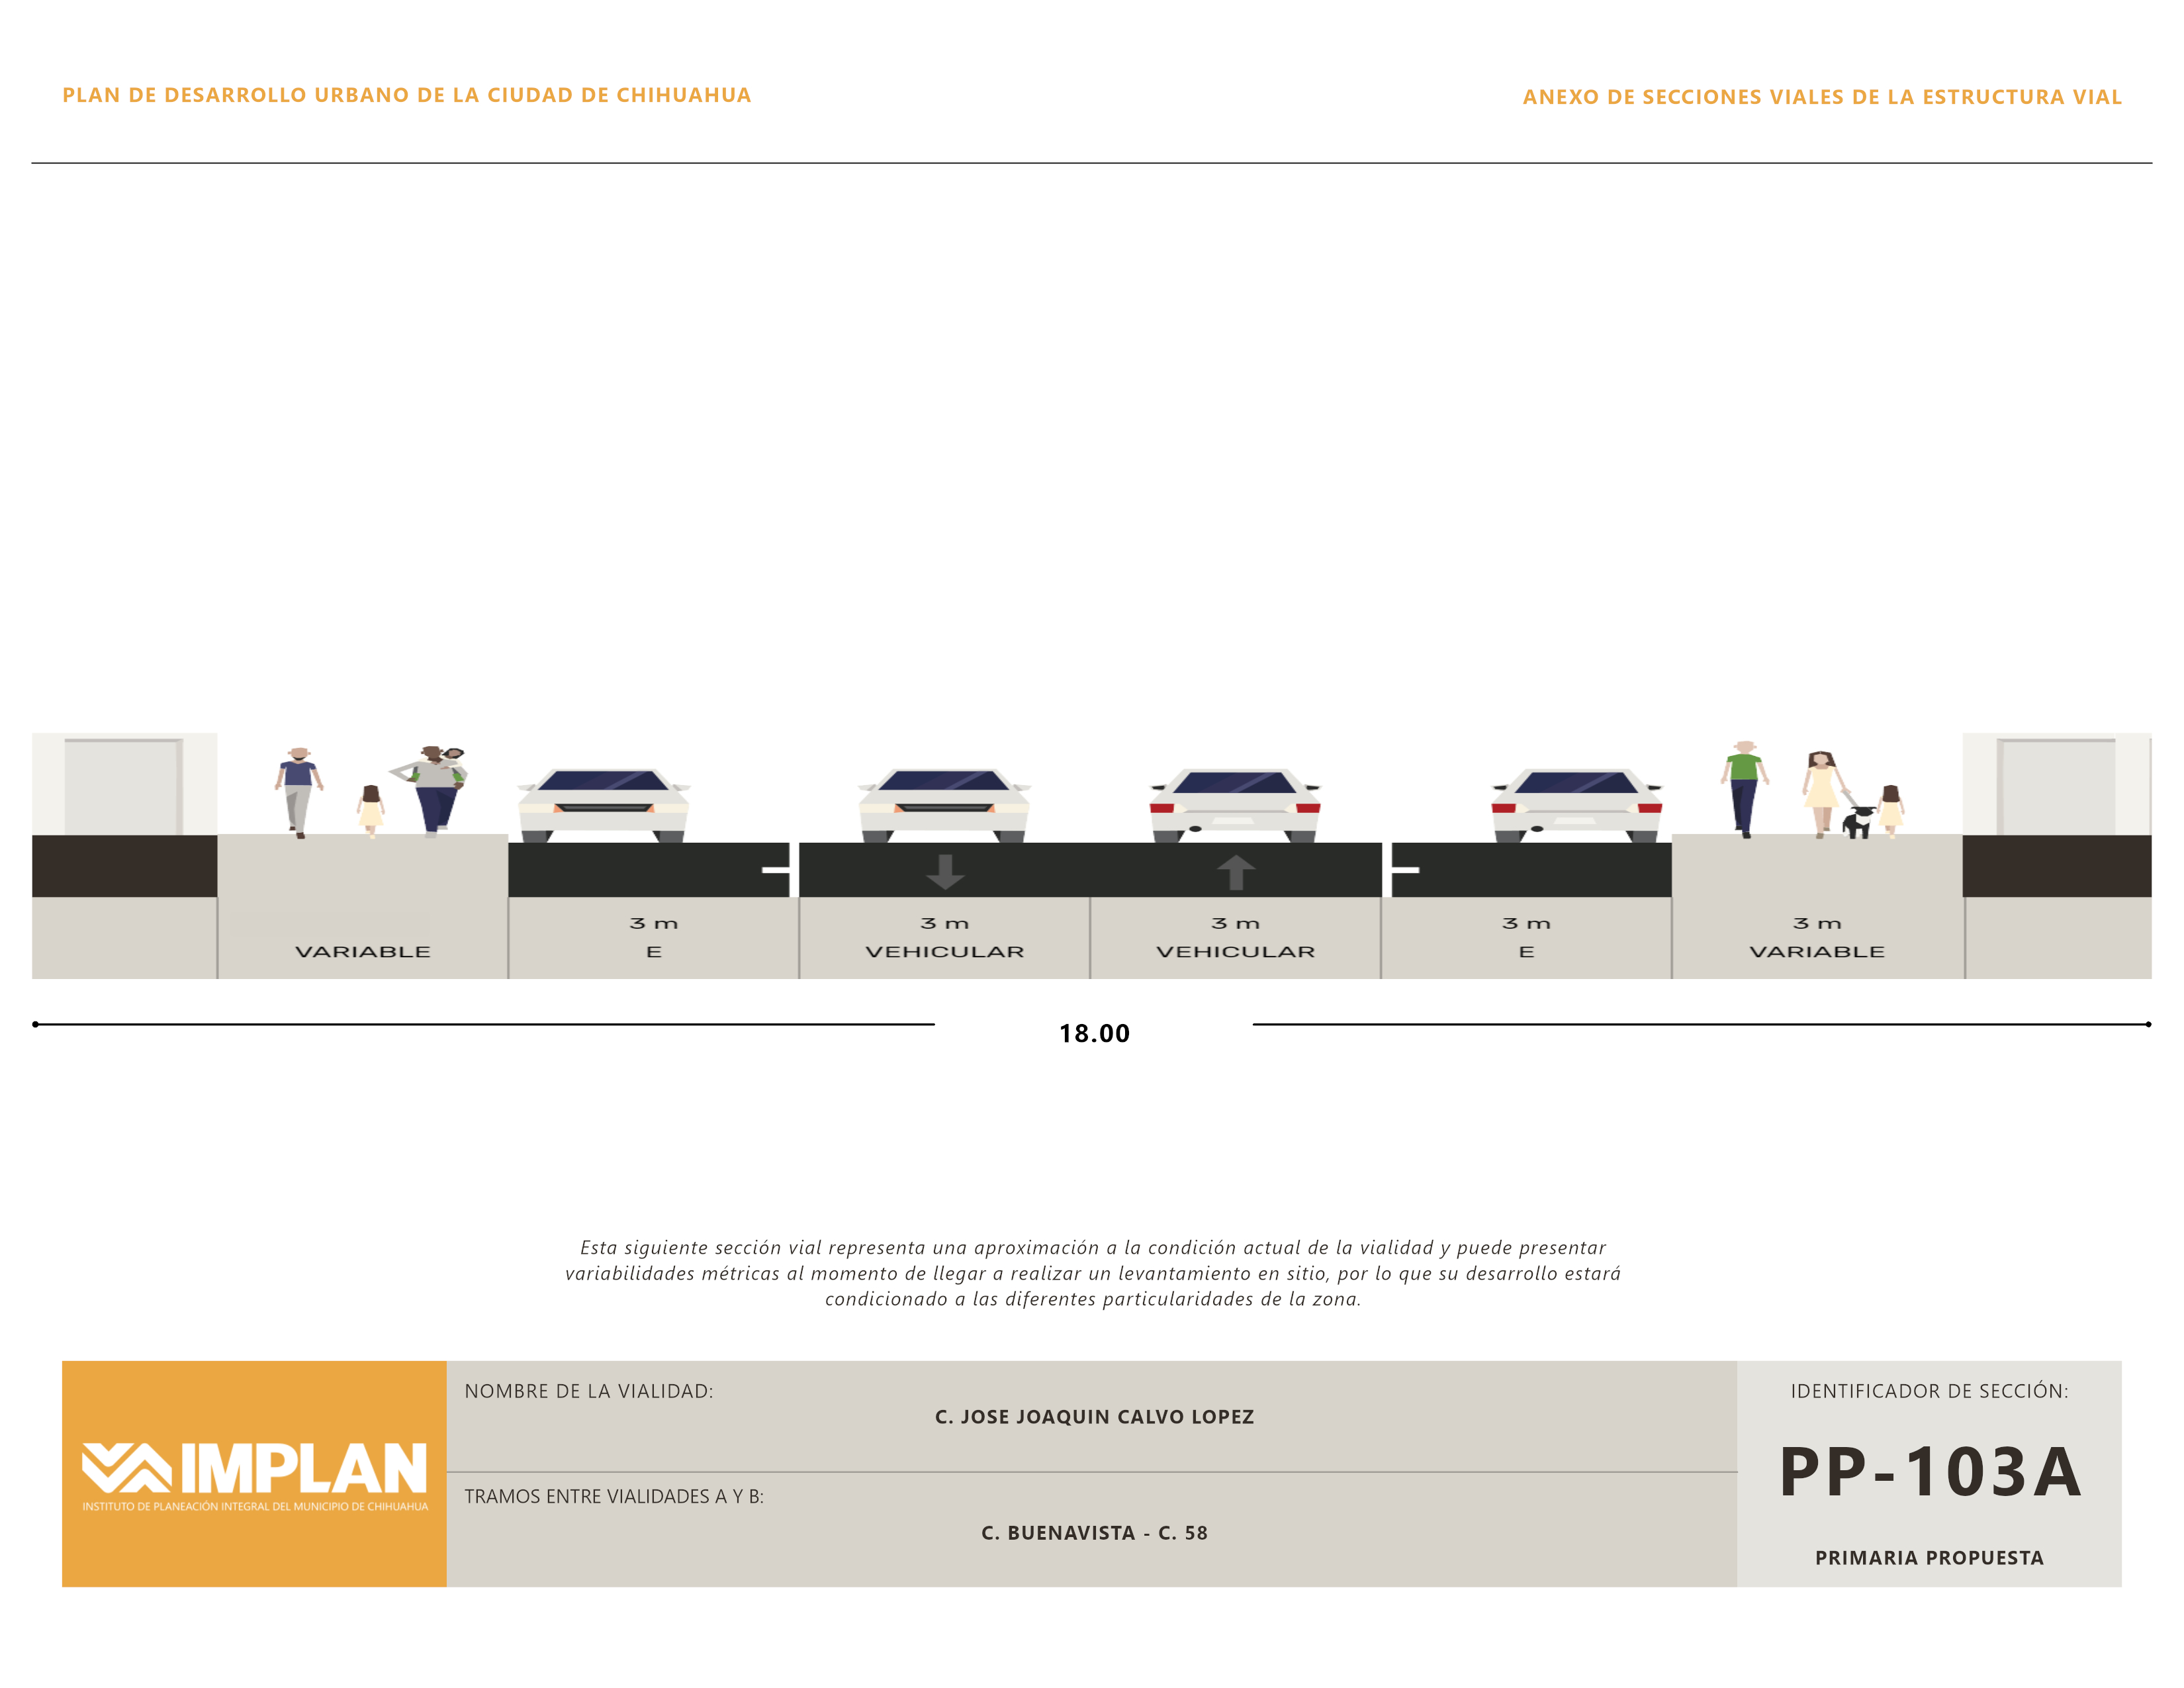 PLAN DE DESARROLLO URBANO DE LA CIUDAD DE CHIHUAHUA
ANEXO DE SECCIONES VIALES DE LA ESTRUCTURA VIAL
3 m 3 m 3 m 3 m 3 m
VARIABLE E VEHICULAR VEHICULAR E VARIABLE
18.00
Esta siguiente sección vial representa una aproximación a la condición actual de la vialidad y puede presentar
variabilidades métricas al momento de llegar a realizar un levantamiento en sitio, por lo que su desarrollo estará
condicionado a las diferentes particularidades de la zona.
IMPLAN
INSTITUTO DE PLANEACIÓN INTEGRAL DEL MUNICIPIO DE CHIHUAHUA
NOMBRE DE LA VIALIDAD:
C. JOSE JOAQUIN CALVO LOPEZ
TRAMOS ENTRE VIALIDADES A Y B:
C. BUENAVISTA - C. 58
IDENTIFICADOR DE SECCIÓN:
PP-103A
PRIMARIA PROPUESTA